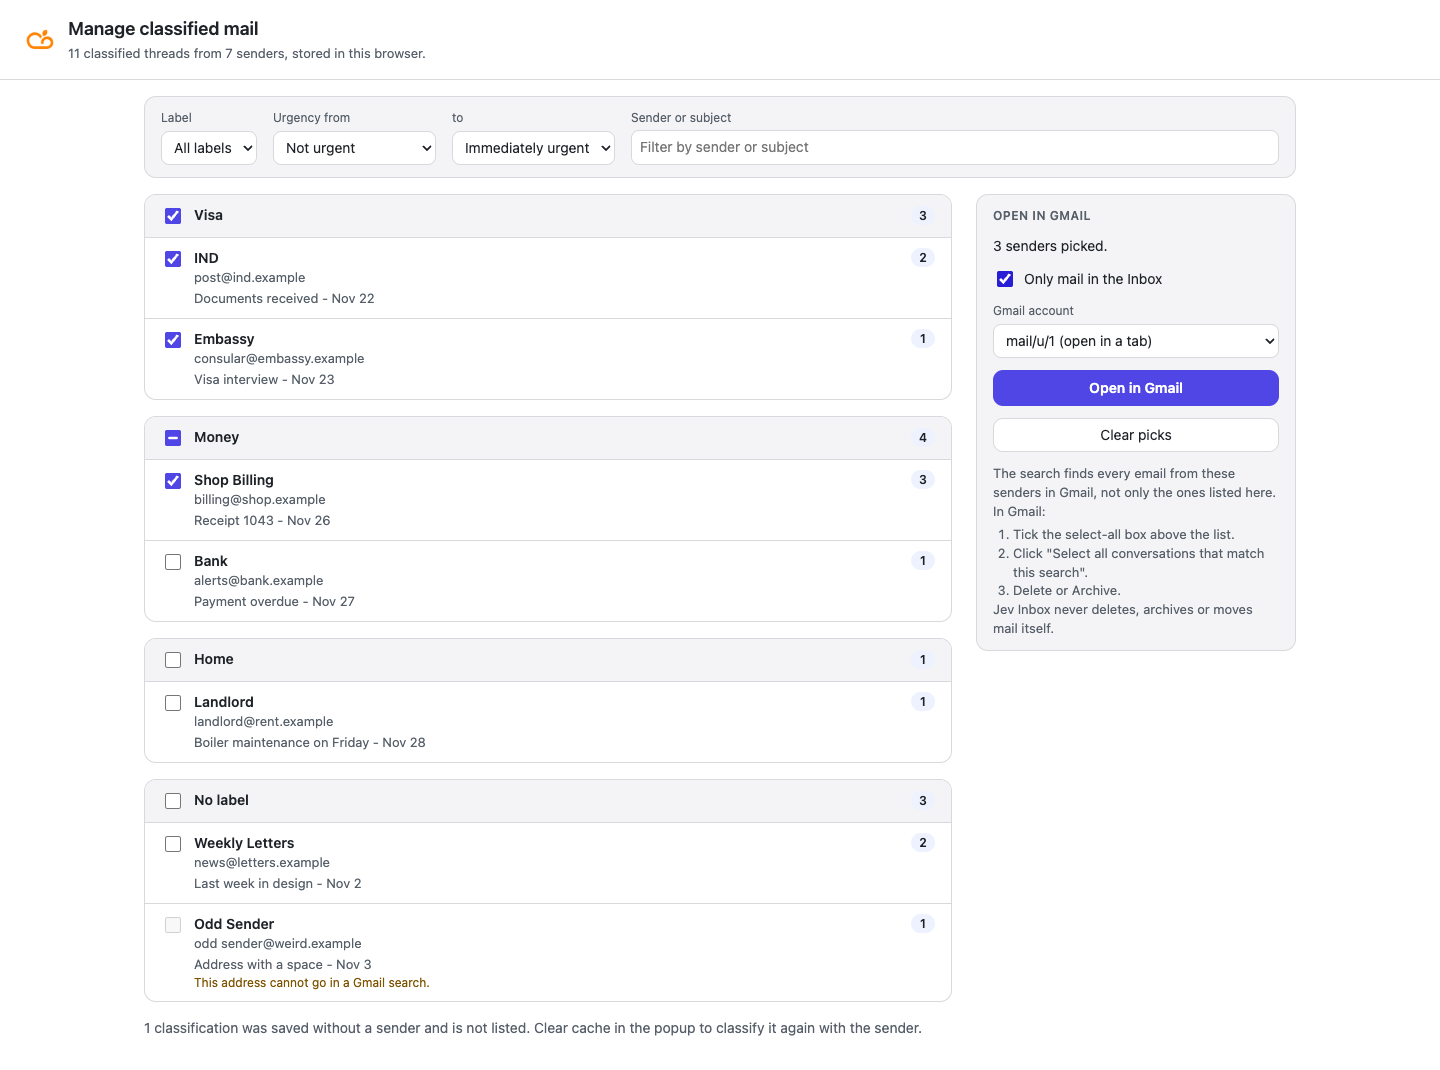 Manage classified mail
11 classified threads from 7 senders, stored in this browser.
Label
Urgency from
to
Sender or subject
All labels
Not urgent
Immediately urgent
Filter by sender or subject
Visa
3
IND
2
post@ind.example
Documents received - Nov 22
Embassy
1
consular@embassy.example
Visa interview - Nov 23
Money
4
Shop Billing
3
billing@shop.example
Receipt 1043 - Nov 26
Bank
1
alerts@bank.example
Payment overdue - Nov 27
Home
1
Landlord
1
landlord@rent.example
Boiler maintenance on Friday - Nov 28
No label
3
Weekly Letters
2
news@letters.example
Last week in design - Nov 2
Odd Sender
1
odd sender@weird.example
Address with a space - Nov 3
This address cannot go in a Gmail search.
1 classification was saved without a sender and is not listed. Clear cache in the popup to classify it again with the sender.
OPEN IN GMAIL
3 senders picked.
Only mail in the Inbox
Gmail account
mail/u/1 (open in a tab)
Open in Gmail
Clear picks
The search finds every email from these
senders in Gmail, not only the ones listed here.
In Gmail:
1. Tick the select-all box above the list.
2. Click "Select all conversations that match
this search".
3. Delete or Archive.
Jev Inbox never deletes, archives or moves
mail itself.